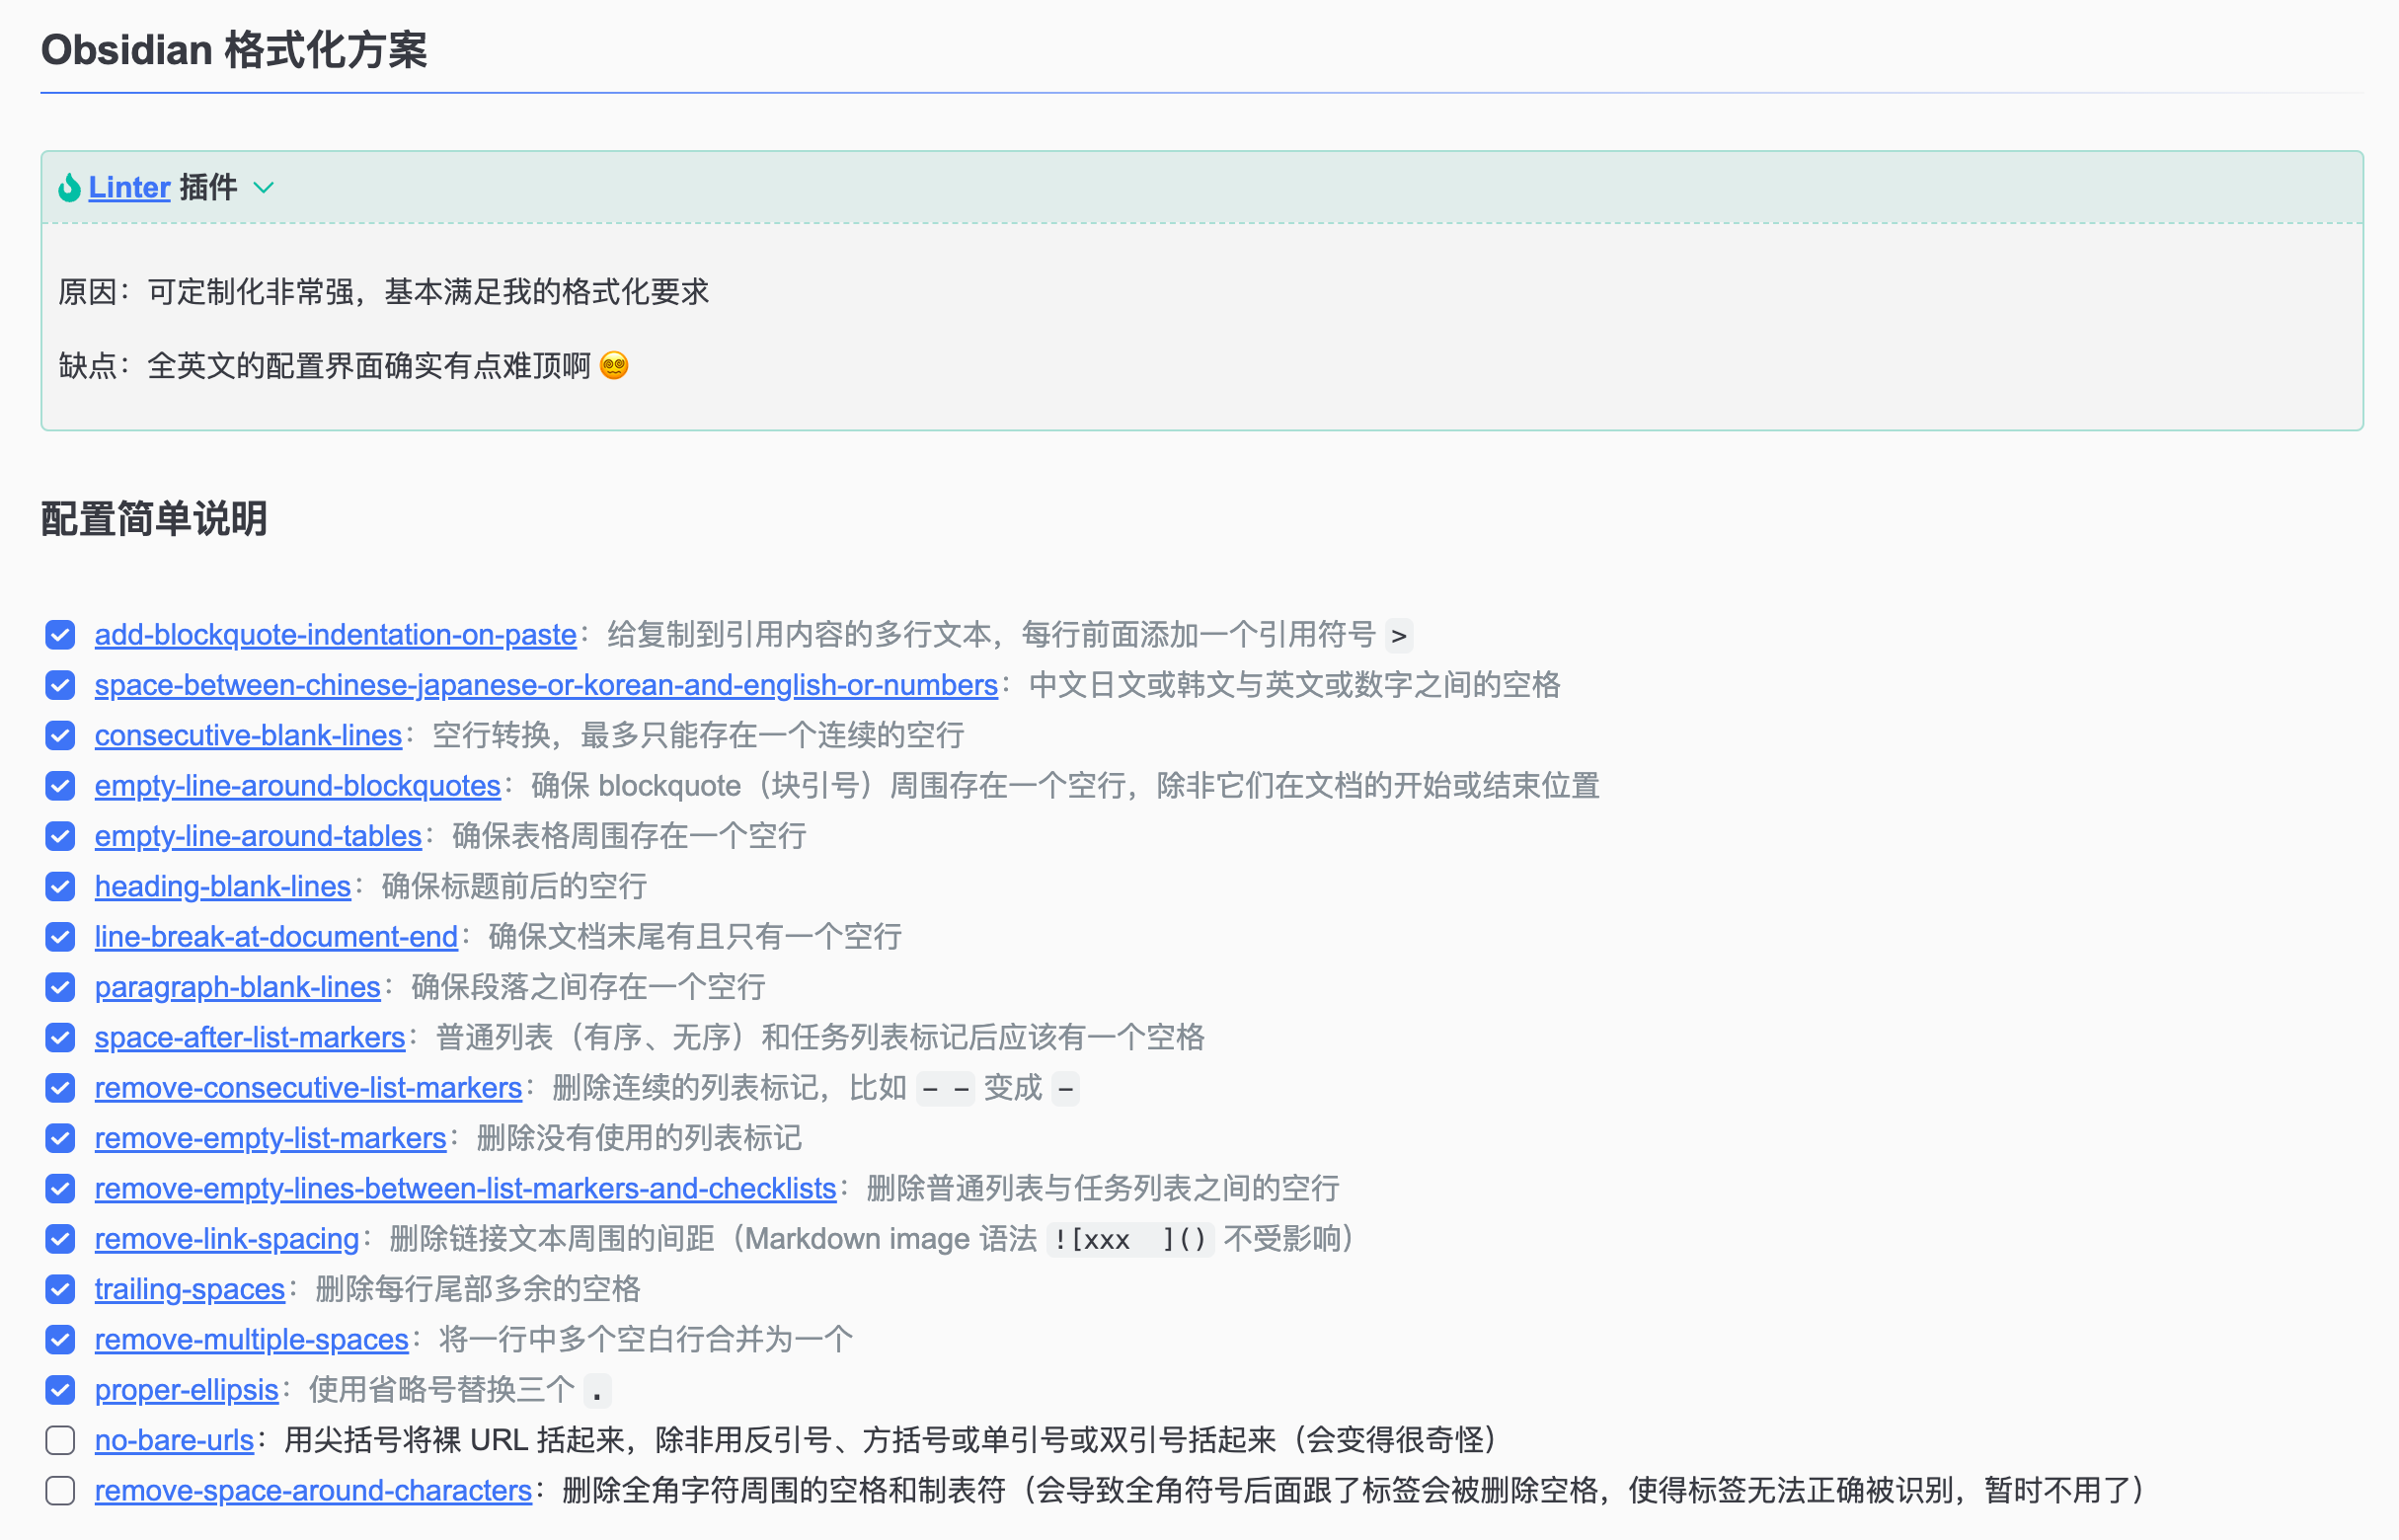 Obsidian 格式化方案
Linter 插件
原因：可定制化非常强，基本满足我的格式化要求
缺点：全英文的配置界面确实有点难顶啊 😵‍💫
配置简单说明
add-blockquote-indentation-on-paste：给复制到引用内容的多行文本，每行前面添加一个引用符号 >
space-between-chinese-japanese-or-korean-and-english-or-numbers：中文日文或韩文与英文或数字之间的空格
consecutive-blank-lines：空行转换，最多只能存在一个连续的空行
empty-line-around-blockquotes：确保 blockquote（块引号）周围存在一个空行，除非它们在文档的开始或结束位置
empty-line-around-tables：确保表格周围存在一个空行
heading-blank-lines：确保标题前后的空行
line-break-at-document-end：确保文档末尾有且只有一个空行
paragraph-blank-lines：确保段落之间存在一个空行
space-after-list-markers：普通列表（有序、无序）和任务列表标记后应该有一个空格
remove-consecutive-list-markers：删除连续的列表标记，比如 - - 变成 -
remove-empty-list-markers：删除没有使用的列表标记
remove-empty-lines-between-list-markers-and-checklists：删除普通列表与任务列表之间的空行
remove-link-spacing：删除链接文本周围的间距（Markdown image 语法 ![xxx  ]() 不受影响）
trailing-spaces：删除每行尾部多余的空格
remove-multiple-spaces：将一行中多个空白行合并为一个
proper-ellipsis：使用省略号替换三个 .
no-bare-urls：用尖括号将裸 URL 括起来，除非用反引号、方括号或单引号或双引号括起来（会变得很奇怪）
remove-space-around-characters：删除全角字符周围的空格和制表符（会导致全角符号后面跟了标签会被删除空格，使得标签无法正确被识别，暂时不用了）